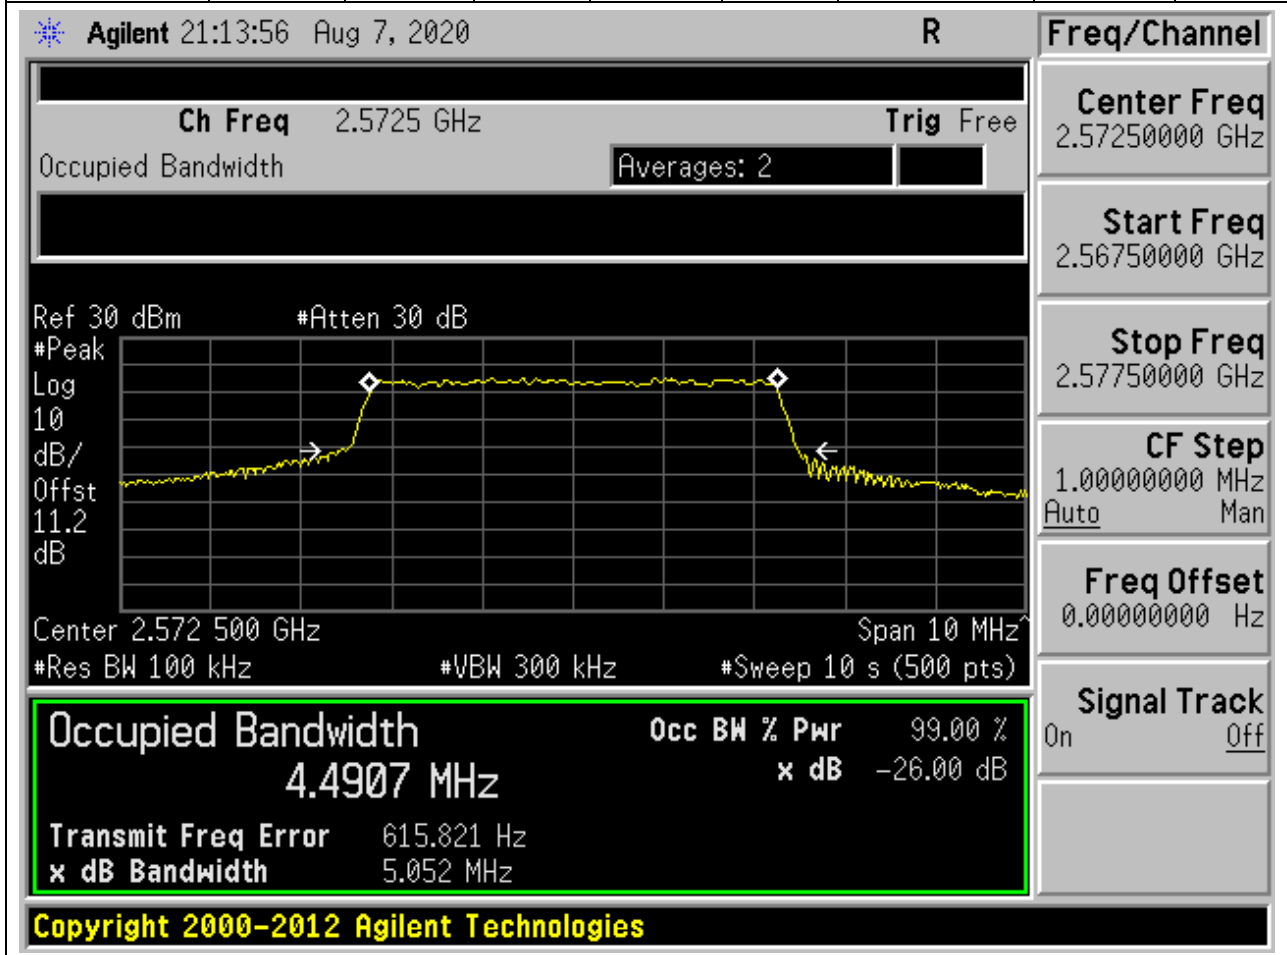 Agilent 21:13:56 Aug 7, 2020 R Freq/Channel
Ch Freq 2.5725 GHz Trig Free
Occupied Bandwidth Averages: 2
Center Freq
2.57250000 GHz
Start Freq
2.56750000 GHz
Stop Freq
2.57750000 GHz
CF Step
1.00000000 MHz
Auto Man
Freq Offset
0.00000000 Hz
Signal Track
On Off
Ref 30 dBm #Atten 30 dB
#Peak
Log
10
dB/
Offst
11.2
dB
Center 2.572 500 GHz Span 10 MHz^
#Res BW 100 kHz #VBW 300 kHz #Sweep 10 s (500 pts)
Occupied Bandwidth Occ BW % Pwr 99.00 %
4.4907 MHz x dB -26.00 dB
Transmit Freq Error 615.821 Hz
x dB Bandwidth 5.052 MHz
Copyright 2000-2012 Agilent Technologies